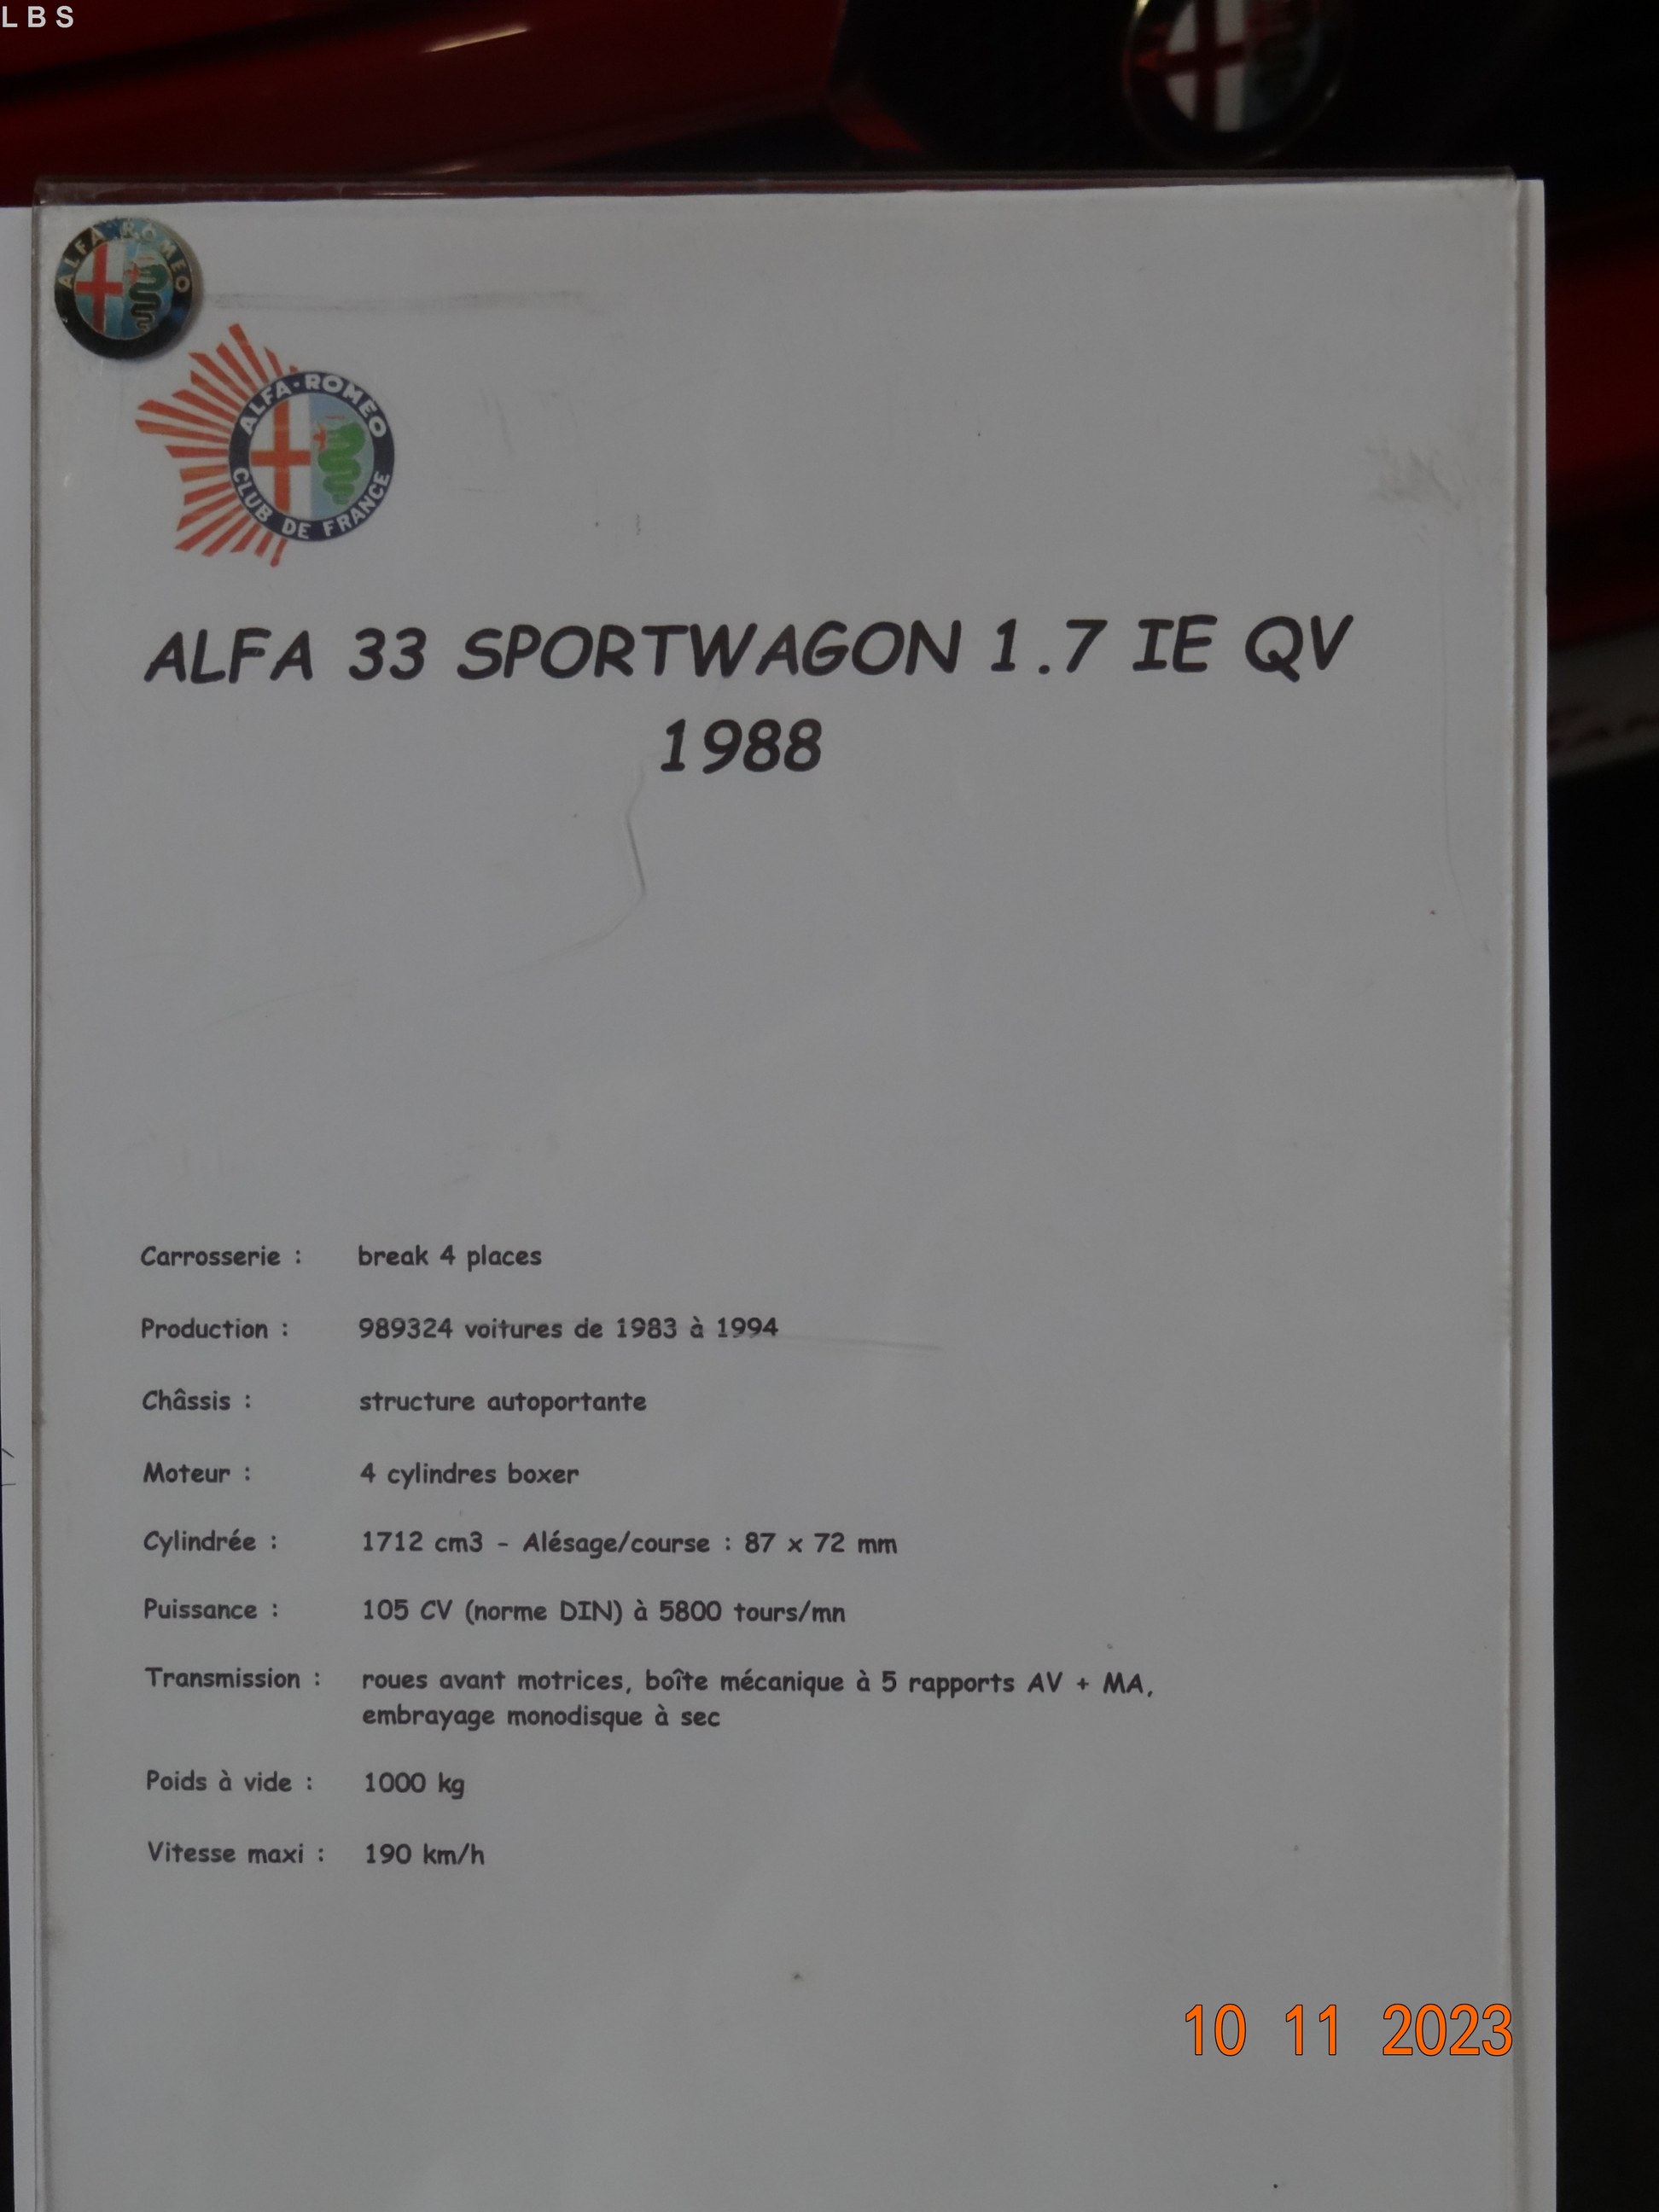 LBS
ALFA ROMEO
ALFA-ROMEO
CLUB DE FRANCE
ALFA 33 SPORTWAGON 1.7 IE QV
1988
Carrosserie : break 4 places
Production : 989324 voitures de 1983 à 1994
Châssis : structure autoportante
Moteur : 4 cylindres boxer
Cylindrée : 1712 cm3 - Alésage/course : 87 x 72 mm
Puissance : 105 CV (norme DIN) à 5800 tours/mn
Transmission : roues avant motrices, boîte mécanique à 5 rapports AV + MA,
embrayage monodisque à sec
Poids à vide : 1000 kg
Vitesse maxi : 190 km/h
10 11 2023